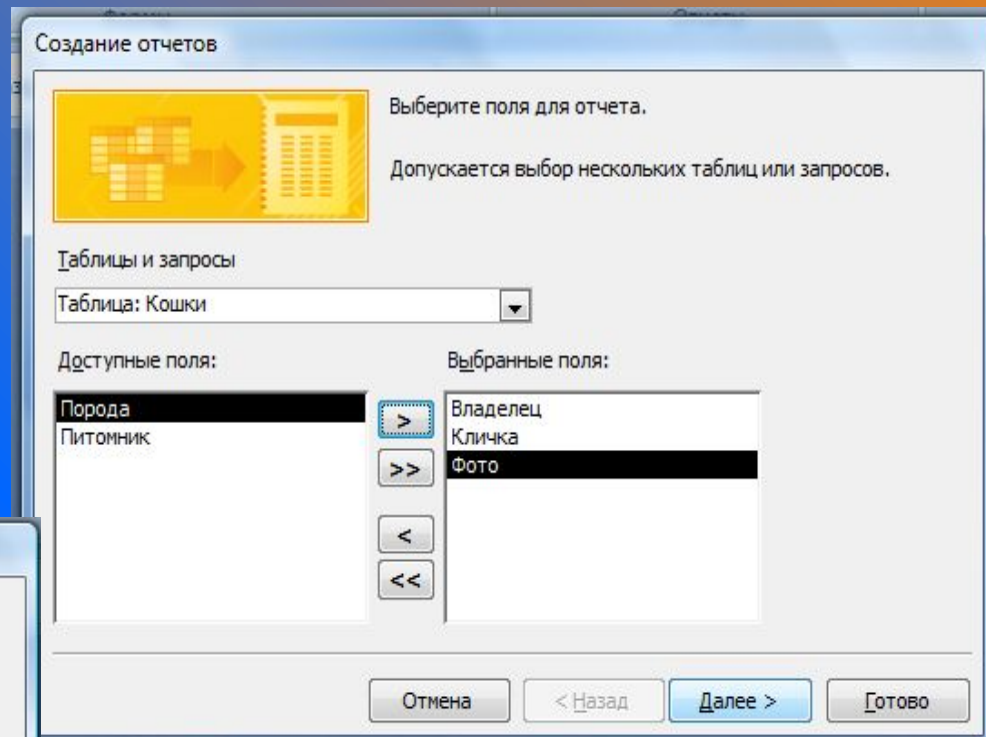 Создание отчетов
Выберите поля для отчета.
Допускается выбор нескольких таблиц или запросов.
Таблицы и запросы
Таблица: Кошки
Доступные поля:
Выбранные поля:
Порода
Питомник
>
>>
<
<<
Владелец
Кличка
Фото
Отмена
< Назад
Далее >
Готово